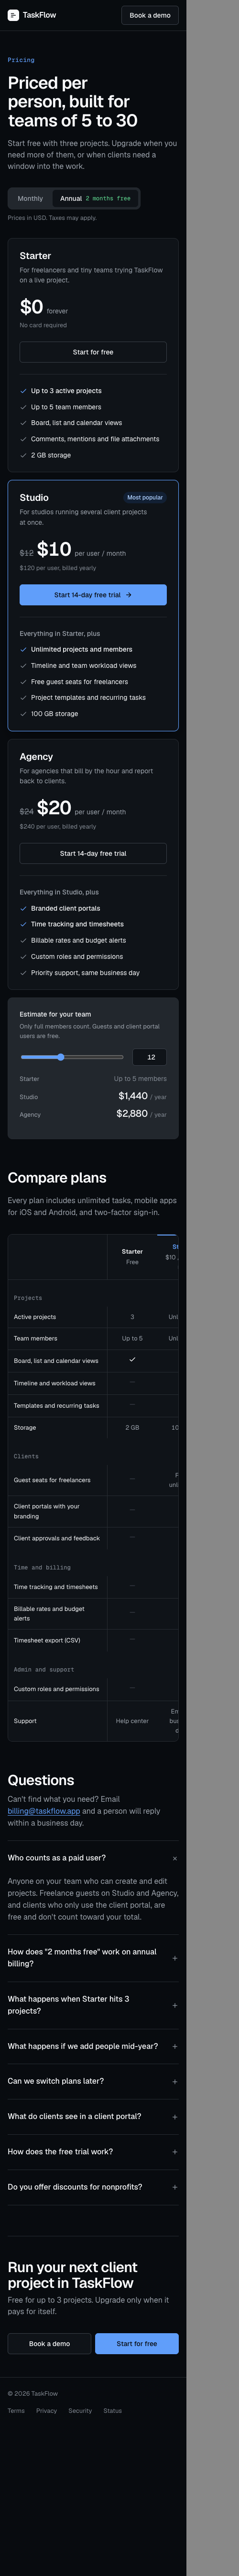 TaskFlow
Book a demo
Pricing
Priced per
person, built for
teams of 5 to 30
Start free with three projects. Upgrade when you
need more of them, or when clients need a
window into the work.
Monthly Annual 2 months free
Prices in USD. Taxes may apply.
Starter
For freelancers and tiny teams trying TaskFlow
on a live project.
$0 forever
No card required
Start for free
Up to 3 active projects
Up to 5 team members
Board, list and calendar views
Comments, mentions and file attachments
2 GB storage
Studio Most popular
For studios running several client projects
at once.
$12 $10 per user / month
$120 per user, billed yearly
Start 14-day free trial →
Everything in Starter, plus
Unlimited projects and members
Timeline and team workload views
Free guest seats for freelancers
Project templates and recurring tasks
100 GB storage
Agency
For agencies that bill by the hour and report
back to clients.
$24 $20 per user / month
$240 per user, billed yearly
Start 14-day free trial
Everything in Studio, plus
Branded client portals
Time tracking and timesheets
Billable rates and budget alerts
Custom roles and permissions
Priority support, same business day
Estimate for your team
Only full members count. Guests and client portal
users are free.
12
Starter Up to 5 members
Studio $1,440 / year
Agency $2,880 / year
Compare plans
Every plan includes unlimited tasks, mobile apps
for iOS and Android, and two-factor sign-in.
Starter
Free
St
$10
Projects
Active projects 3 Unl
Team members Up to 5 Unl
Board, list and calendar views
Timeline and workload views —
Templates and recurring tasks —
Storage 2 GB 10
Clients
Guest seats for freelancers — F
unli
Client portals with your
branding —
Client approvals and feedback —
Time and billing
Time tracking and timesheets —
Billable rates and budget
alerts —
Timesheet export (CSV) —
Admin and support
Custom roles and permissions —
Support Help center Em
bus
d
Questions
Can't find what you need? Email
billing@taskflow.app and a person will reply
within a business day.
Who counts as a paid user?
Anyone on your team who can create and edit
projects. Freelance guests on Studio and Agency,
and clients who only use the client portal, are
free and don't count toward your total.
How does "2 months free" work on annual
billing?
What happens when Starter hits 3
projects?
What happens if we add people mid-year?
Can we switch plans later?
What do clients see in a client portal?
How does the free trial work?
Do you offer discounts for nonprofits?
Run your next client
project in TaskFlow
Free for up to 3 projects. Upgrade only when it
pays for itself.
Book a demo
Start for free
© 2026 TaskFlow
Terms Privacy Security Status